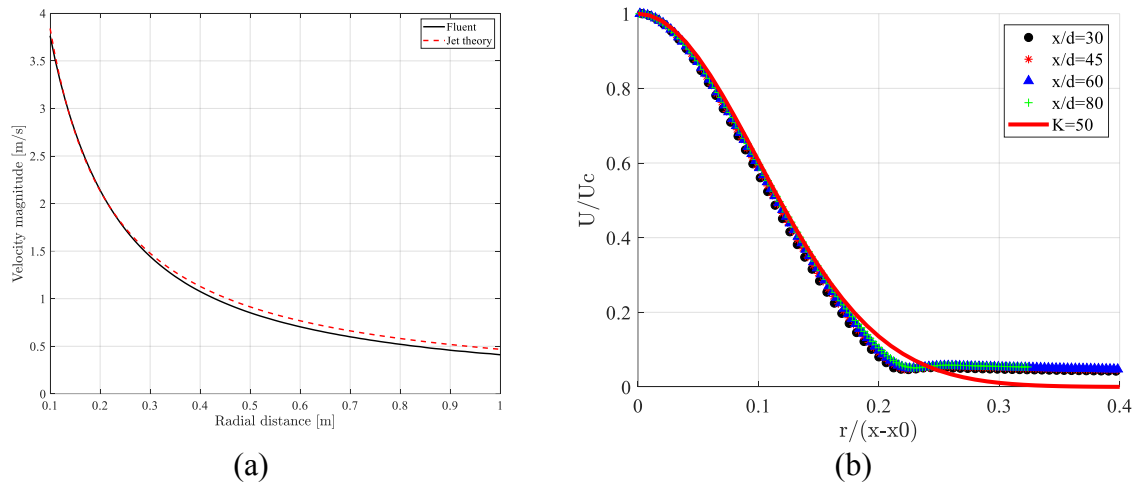 4
3.5
3
2.5
2
1.5
1
0.5
0
0.1 0.2 0.3 0.4 0.5 0.6 0.7 0.8 0.9 1
Velocity magnitude [m/s]
Radial distance [m]
Fluent
Jet theory
(a)
(b)
1
0.8
0.6
0.4
0.2
0
0 0.1 0.2 0.3 0.4
U/Uc
r/(x-x0)
x/d=30
x/d=45
x/d=60
x/d=80
K=50